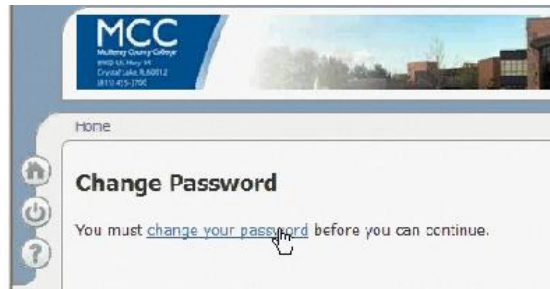 MCC
McHenry County College
8900 US Hwy 14
Crystal Lake, IL 60012
(815) 455-3700
Home
Change Password
You must change your password before you can continue.
?